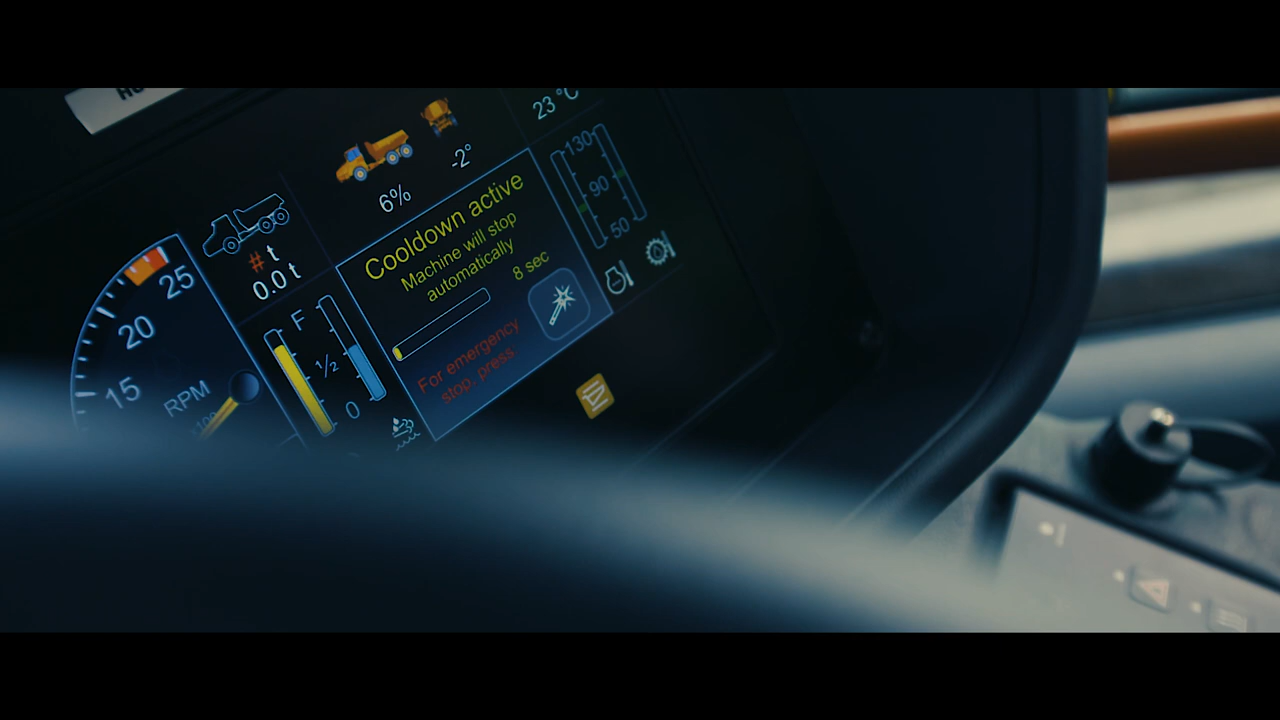 23 °C
-2°
6%
# t
0.0 t
Cooldown active
Machine will stop
automatically
8 sec
For emergency
stop, press:
130
90
50
F
1/2
0
25
20
15
RPM
x100